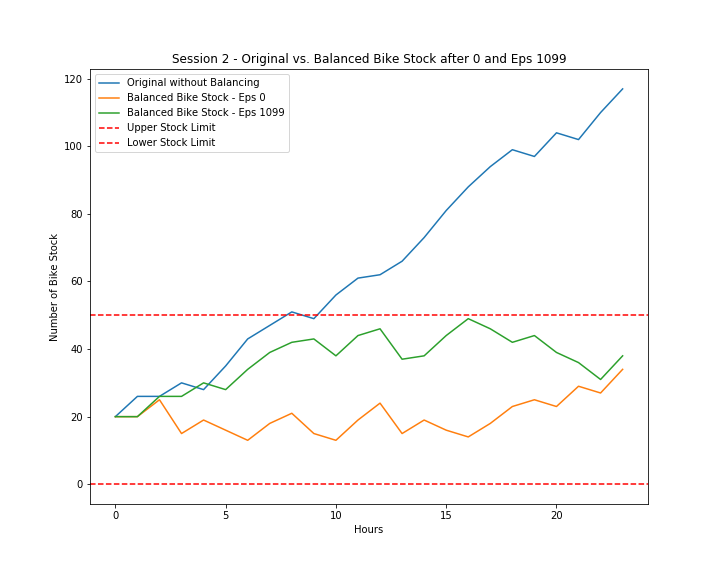 Session 2 - Original vs. Balanced Bike Stock after 0 and Eps 1099
Original without Balancing
Balanced Bike Stock - Eps 0
Balanced Bike Stock - Eps 1099
Upper Stock Limit
Lower Stock Limit
Number of Bike Stock
120
100
80
60
40
20
0
0 5 10 15 20
Hours